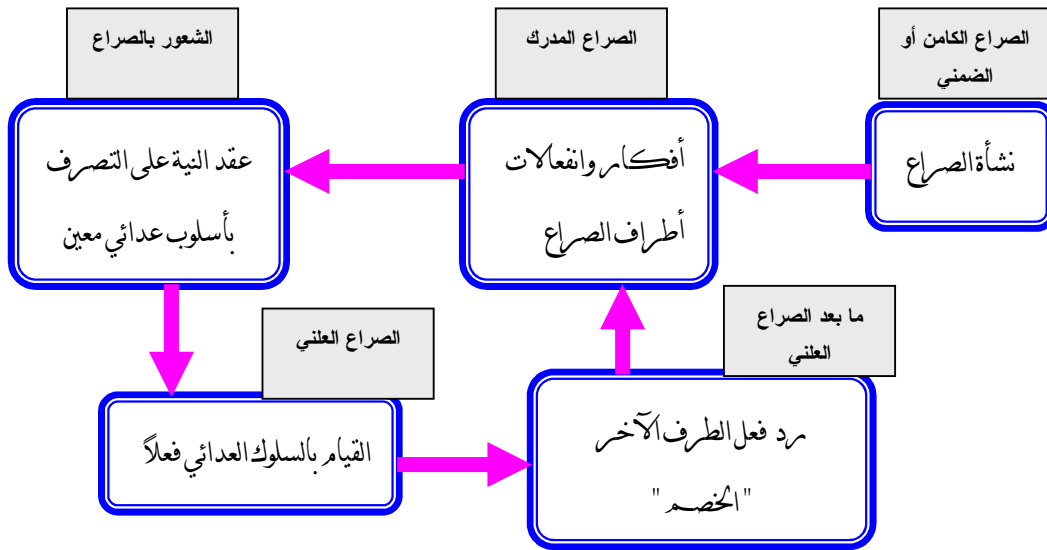 الصراع الكامن أو
الضمني
نشأة الصراع
الصراع المدرك
أفكار وانفعالات
أطراف الصراع
الشعور بالصراع
عقد النية على التصرف
بأسلوب عدائي معين
الصراع العلني
القيام بالسلوك العدائي فعلاً
ما بعد الصراع
العلني
رد فعل الطرف الآخر
"الخصم"